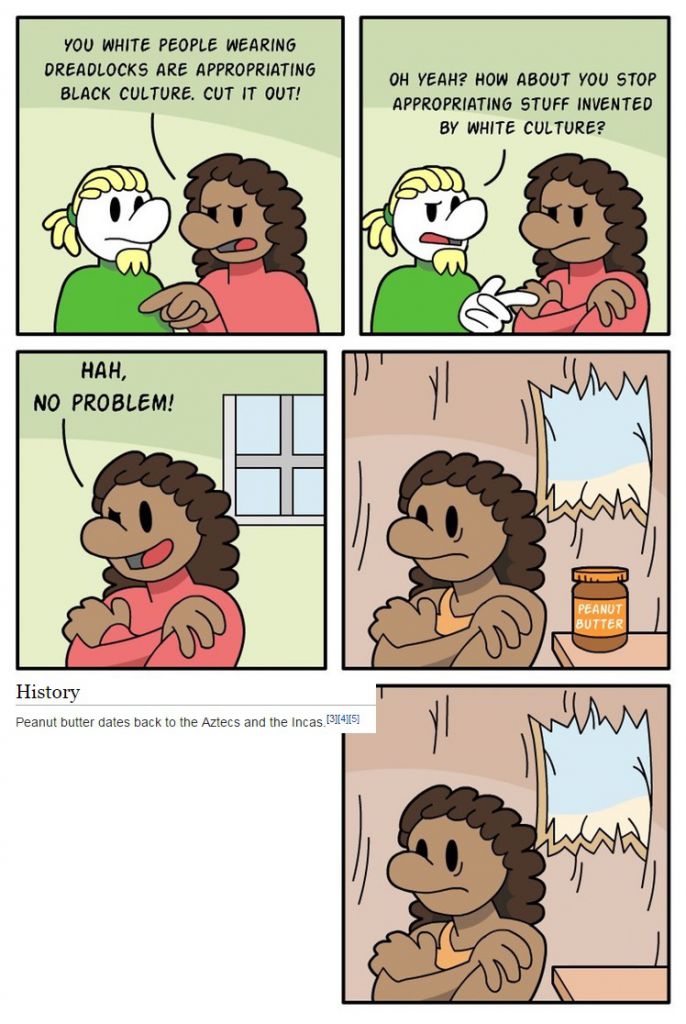 YOU WHITE PEOPLE WEARING
DREADLOCKS ARE APPROPRIATING
BLACK CULTURE. CUT IT OUT!
OH YEAH? HOW ABOUT YOU STOP
APPROPRIATING STUFF INVENTED
BY WHITE CULTURE?
HAH,
NO PROBLEM!
PEANUT
BUTTER
History
Peanut butter dates back to the Aztecs and the Incas.[3][4][5]